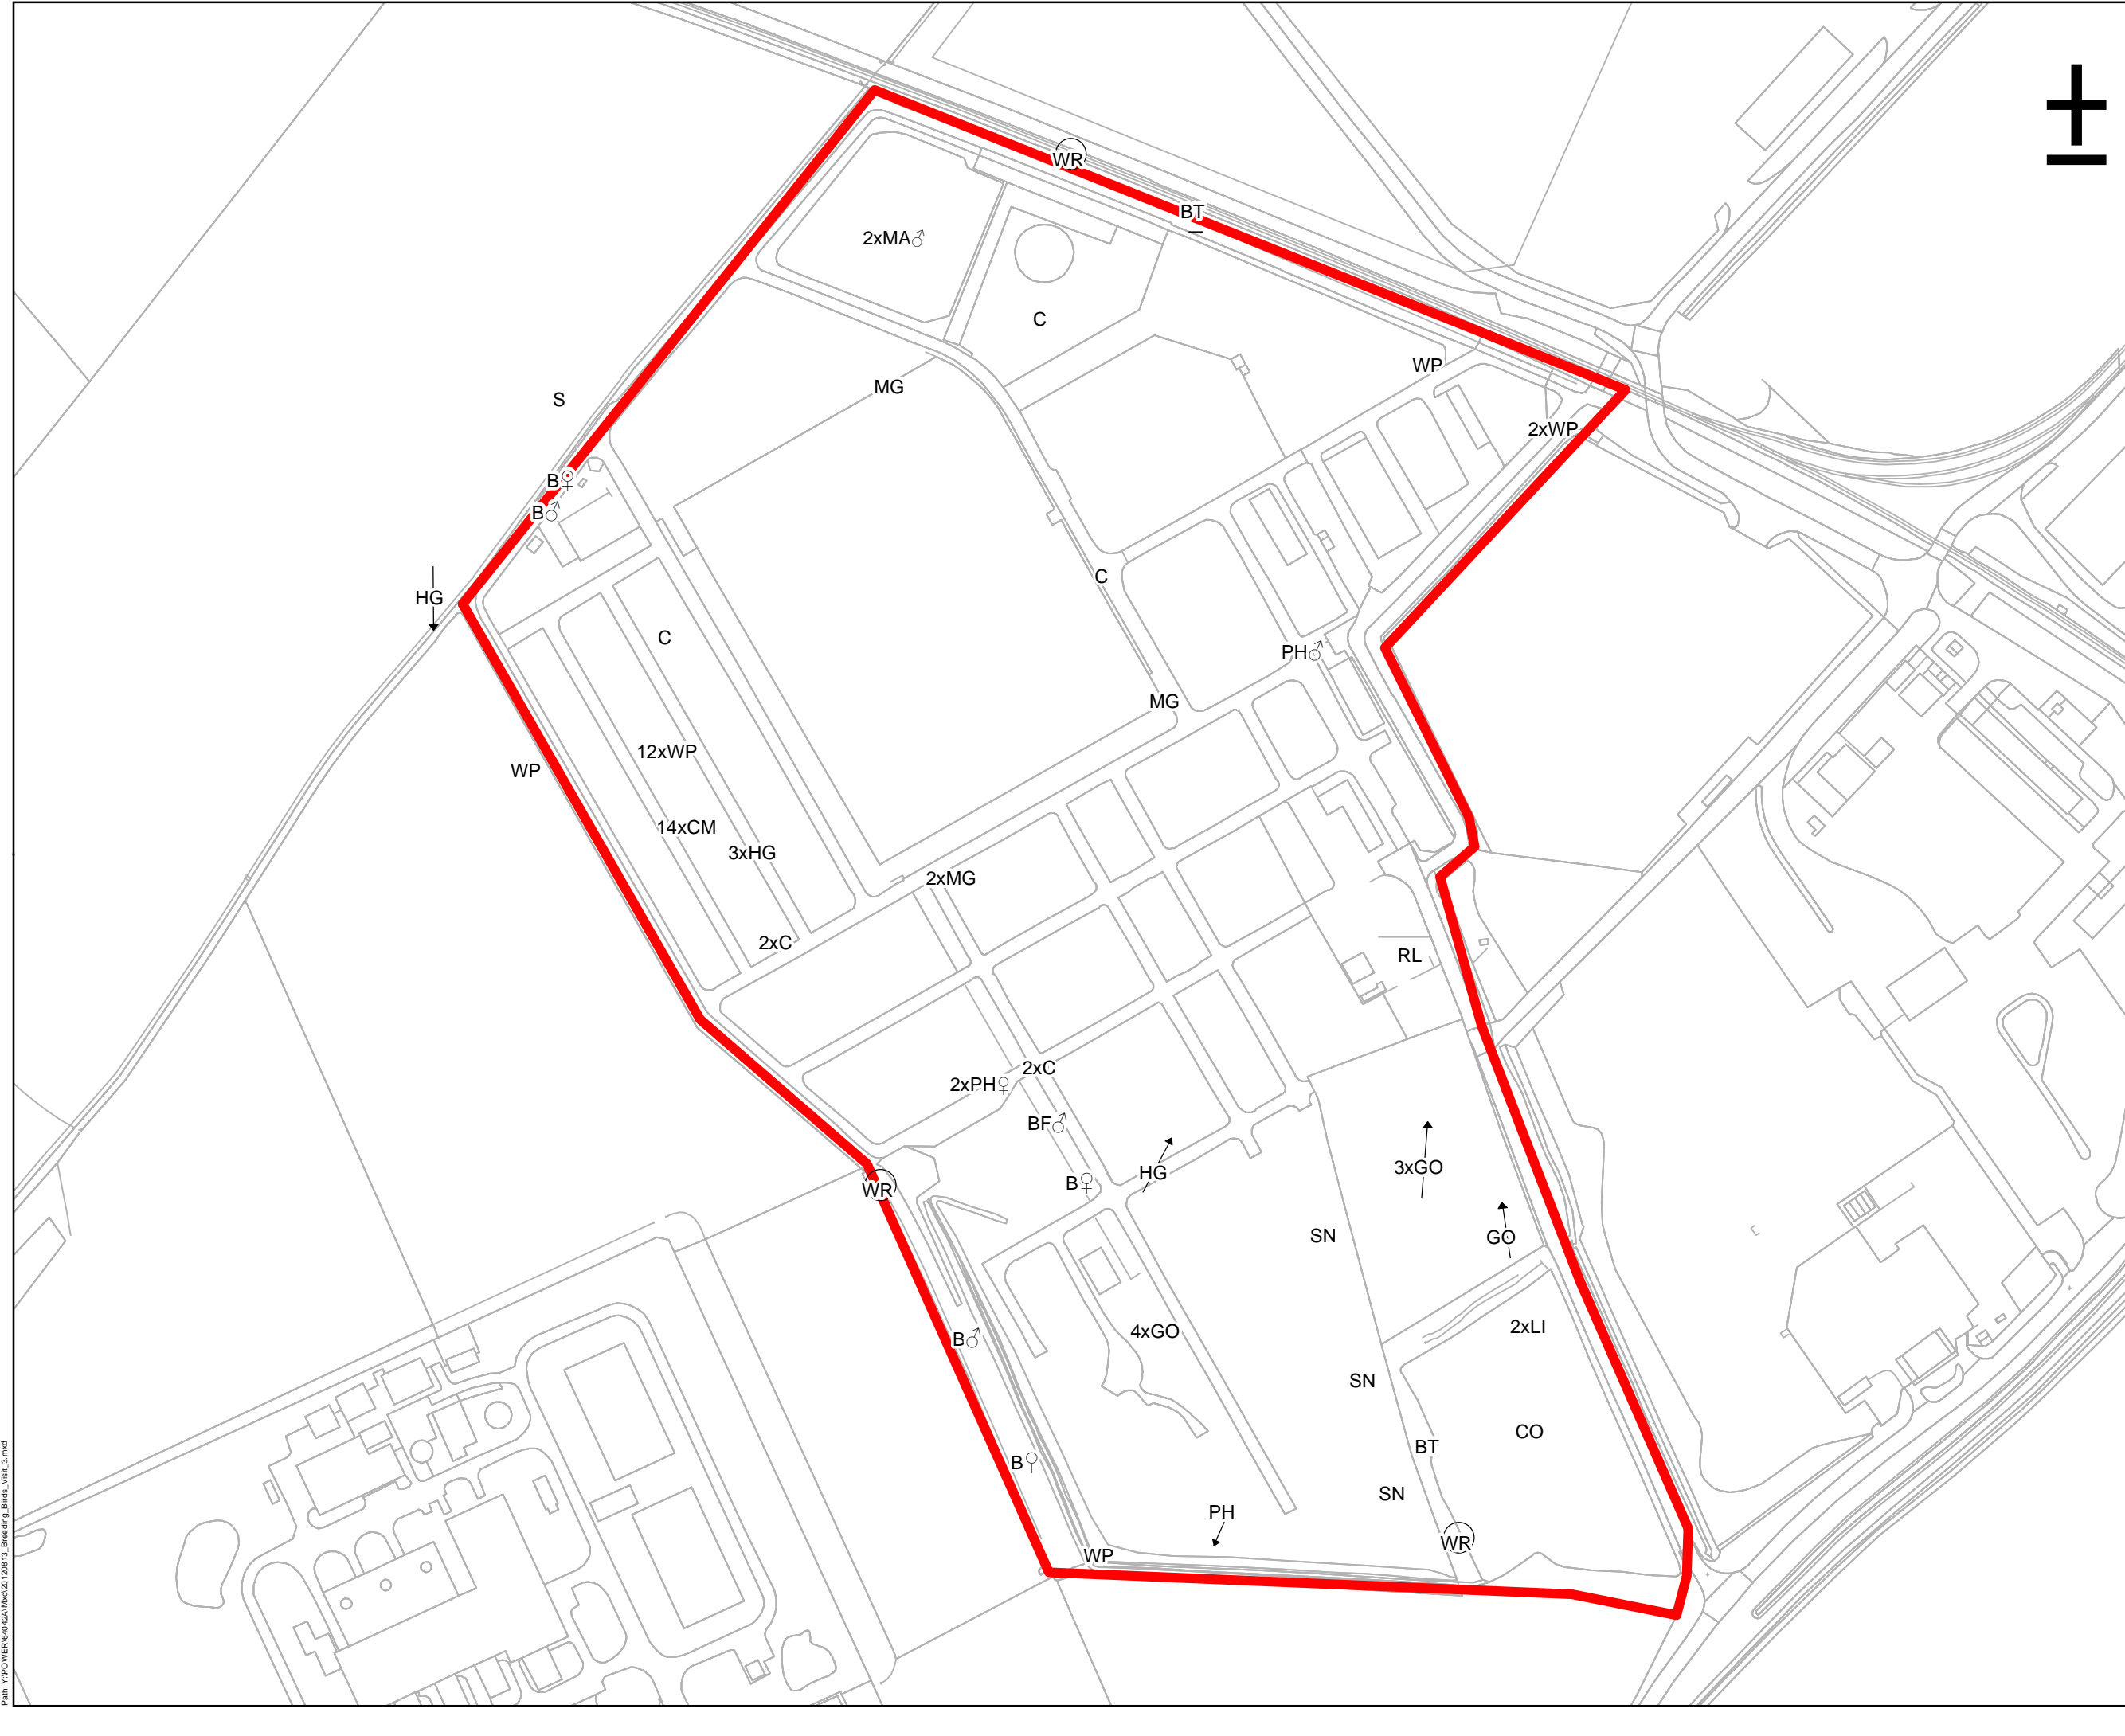 WR
BT
2xMA♂
C
WP
MG
S
2xWP
B♀
B♂
C
HG
C
PH♂
MG
12xWP
WP
14xCM
3xHG
2xMG
2xC
RL
2xC
2xPH♀
BF♂
3xGO
HG
B♀
WR
SN
GO
2xLI
4xGO
B♂
SN
CO
BT
B♀
SN
PH
WR
WP
Path: Y:\POWER\64042A\Mxd\20120813_Breeding_Birds_Visit_3.mxd